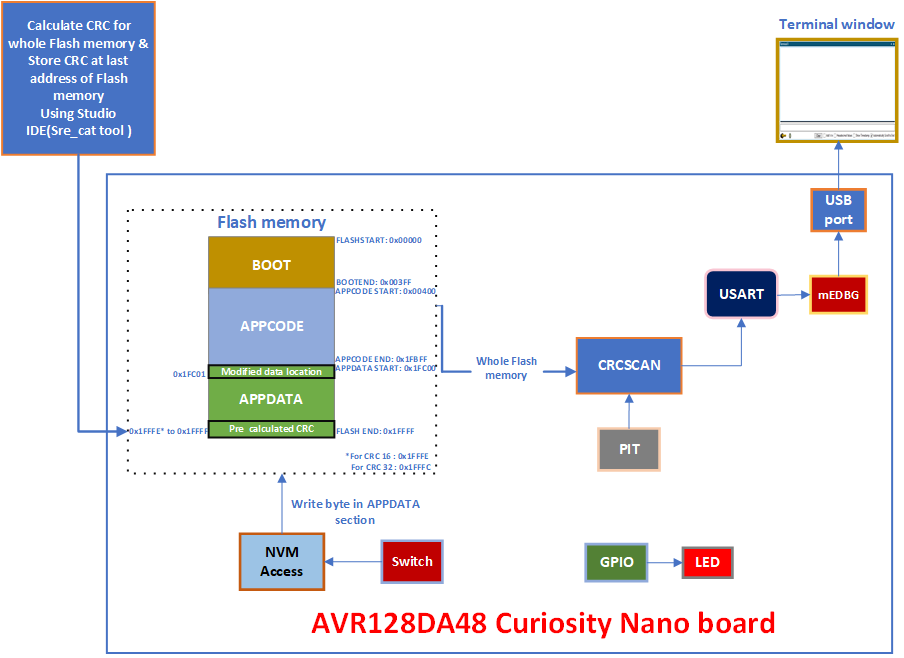 Calculate CRC for
whole Flash memory &
Store CRC at last
address of Flash
memory
Using Studio
IDE(Sre_cat tool )
Terminal window
USB
port
Flash memory
FLASHSTART: 0x00000
BOOT
BOOTEND: 0x003FF
APPCODE START: 0x00400
USART
mEDBG
APPCODE
APPCODE END: 0x1FBFF
APPDATA START: 0x1FC00
0x1FC01
Modified data location
Whole Flash
memory
CRCSCAN
APPDATA
0x1FFFE* to 0x1FFFF
Pre calculated CRC
FLASH END: 0x1FFFF
PIT
*For CRC 16 : 0x1FFFE
For CRC 32 : 0x1FFFC
Write byte in APPDATA
section
NVM
Access
Switch
GPIO
LED
AVR128DA48 Curiosity Nano board